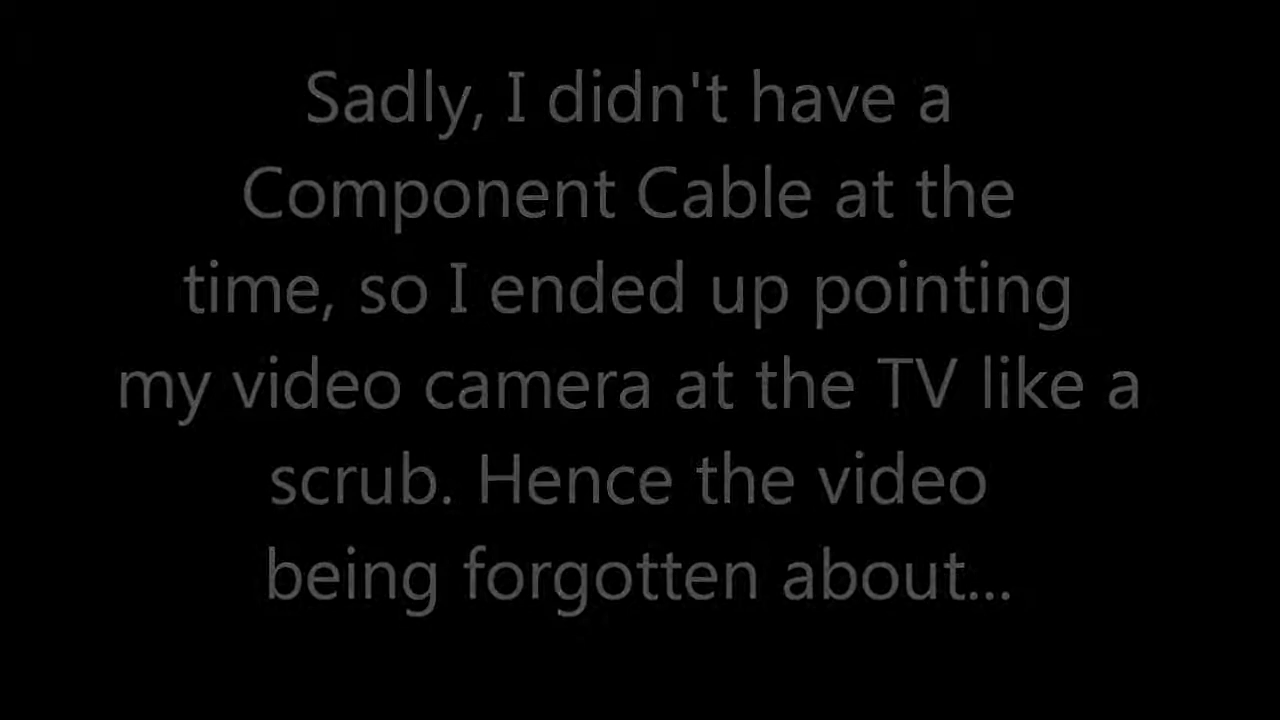 Sadly, I didn't have a
Component Cable at the
time, so I ended up pointing
my video camera at the TV like a
scrub. Hence the video
being forgotten about...